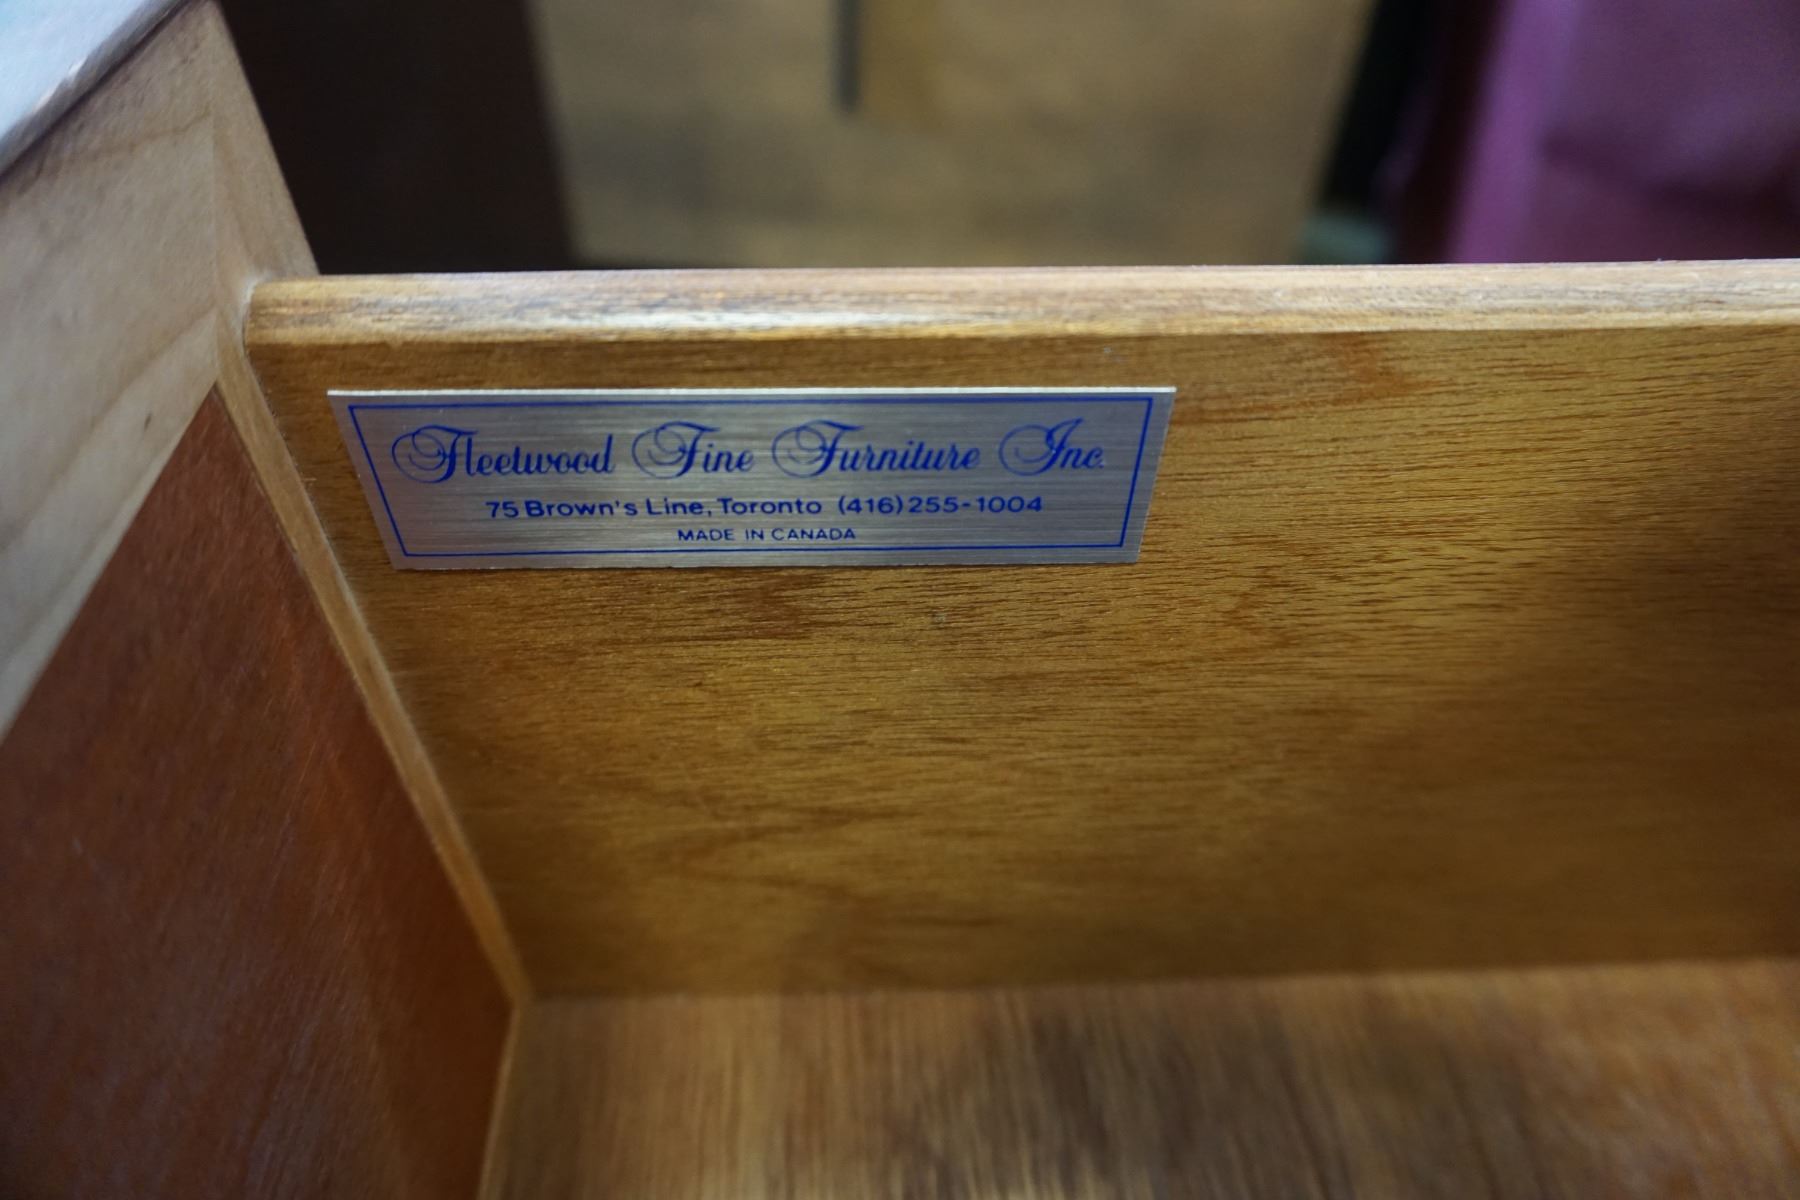 Fleetwood Fine Furniture Inc.
75 Brown's Line, Toronto (416)255-1004
MADE IN CANADA